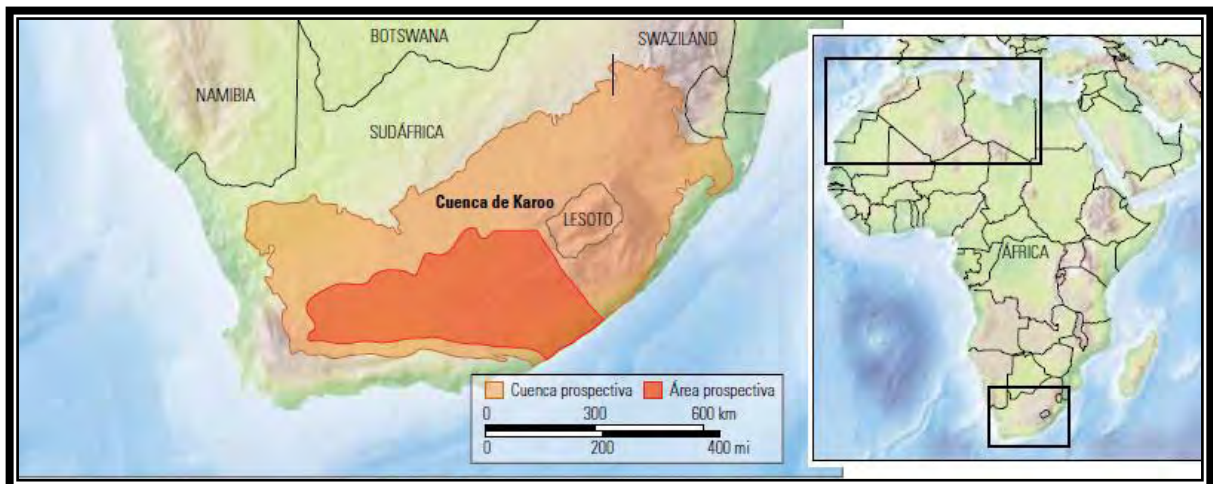 BOTSWANA
SWAZILAND
NAMIBIA
SUDÁFRICA
Cuenca de Karoo
LESOTO
ÁFRICA
Cuenca prospectiva
Área prospectiva
0 300 600 km
0 200 400 mi